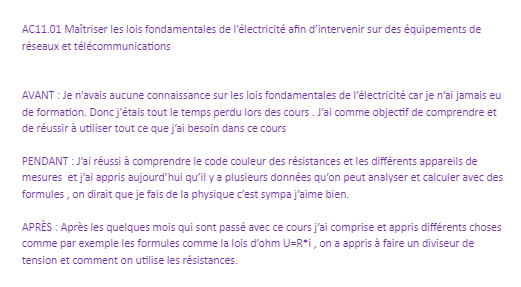 AC11.01 Maîtriser les lois fondamentales de l’électricité afin d’intervenir sur des équipements de
réseaux et télécommunications
AVANT : Je n’avais aucune connaissance sur les lois fondamentales de l’électricité car je n’ai jamais eu
de formation. Donc j’étais tout le temps perdu lors des cours . J’ai comme objectif de comprendre et
de réussir à utiliser tout ce que j’ai besoin dans ce cours
PENDANT : J’ai réussi à comprendre le code couleur des résistances et les différents appareils de
mesures et j’ai appris aujourd’hui qu’il y a plusieurs données qu’on peut analyser et calculer avec des
formules , on dirait que je fais de la physique c’est sympa j’aime bien.
APRÈS : Après les quelques mois qui sont passé avec ce cours j’ai comprise et appris différents choses
comme par exemple les formules comme la lois d’ohm U=R*i , on a appris à faire un diviseur de
tension et comment on utilise les résistances.